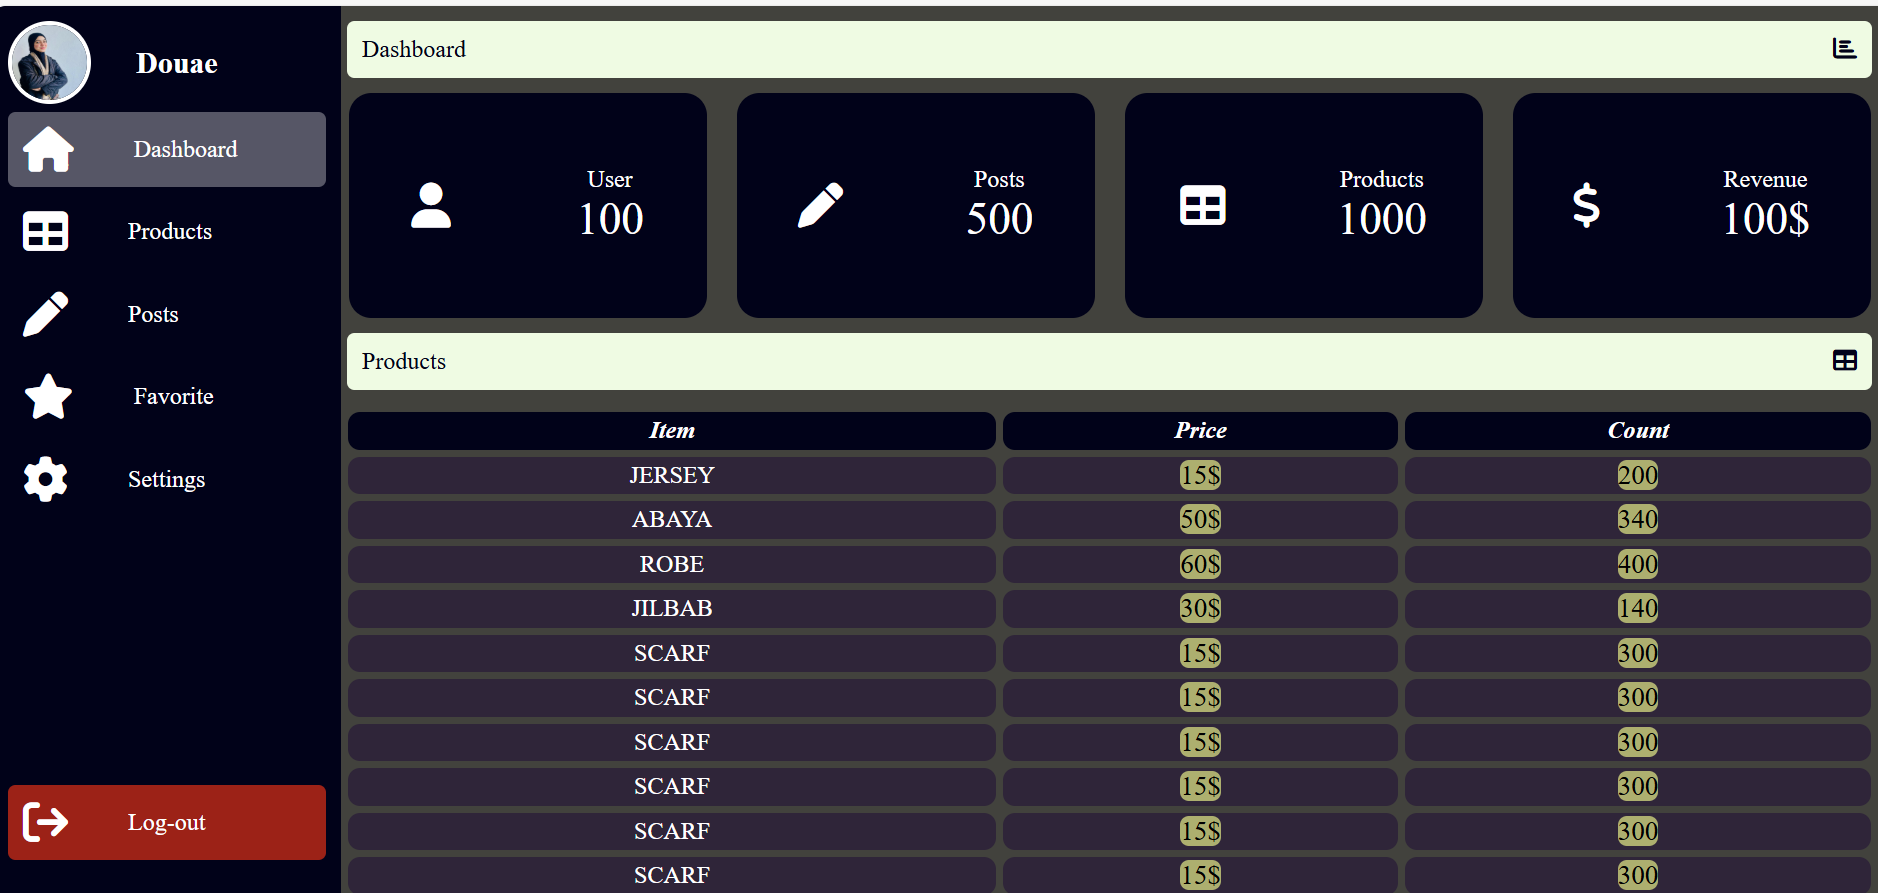 Douae
Dashboard
Products
Posts
Favorite
Settings
Log-out
Dashboard
User
100
Posts
500
Products
1000
Revenue
100$
Products
Item Price Count
JERSEY 15$ 200
ABAYA 50$ 340
ROBE 60$ 400
JILBAB 30$ 140
SCARF 15$ 300
SCARF 15$ 300
SCARF 15$ 300
SCARF 15$ 300
SCARF 15$ 300
SCARF 15$ 300